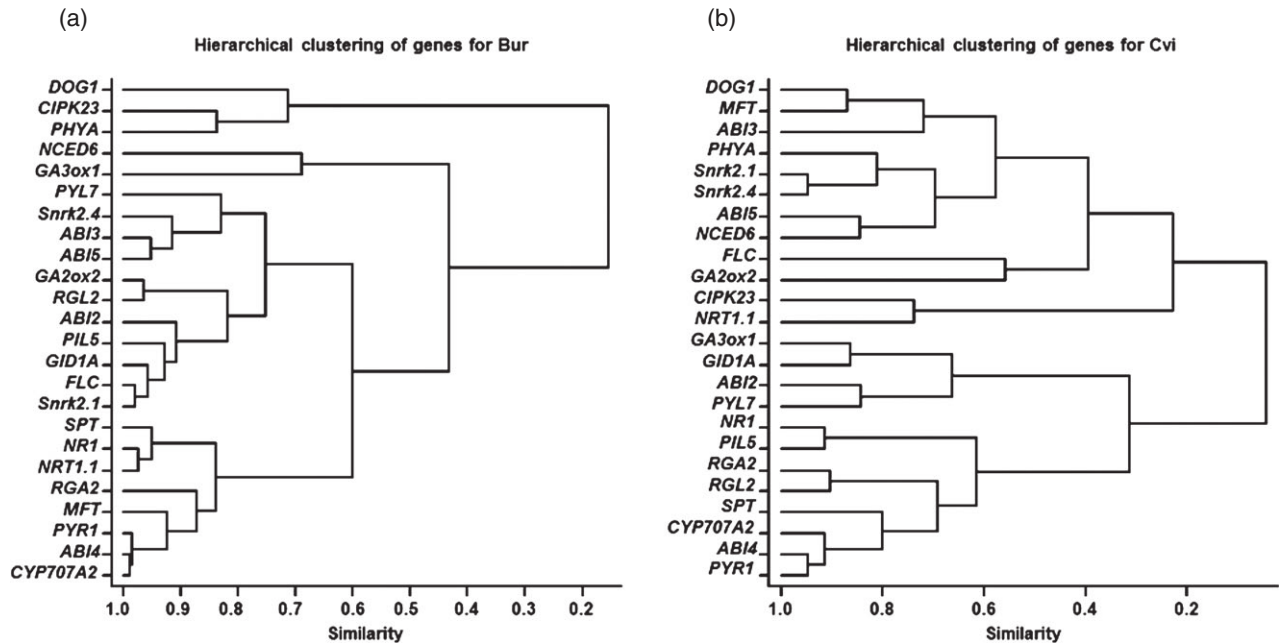 (a)
Hierarchical clustering of genes for Bur
DOG1
CIPK23
PHYA
NCED6
GA3ox1
PYL7
Snrk2.4
ABI3
ABI5
GA2ox2
RGL2
ABI2
PIL5
GID1A
FLC
Snrk2.1
SPT
NR1
NRT1.1
RGA2
MFT
PYR1
ABI4
CYP707A2
1.0 0.9 0.8 0.7 0.6 0.5 0.4 0.3 0.2
Similarity
(b)
Hierarchical clustering of genes for Cvi
DOG1
MFT
ABI3
PHYA
Snrk2.1
Snrk2.4
ABI5
NCED6
FLC
GA2ox2
CIPK23
NRT1.1
GA3ox1
GID1A
ABI2
PYL7
NR1
PIL5
RGA2
RGL2
SPT
CYP707A2
ABI4
PYR1
1.0 0.8 0.6 0.4 0.2
Similarity